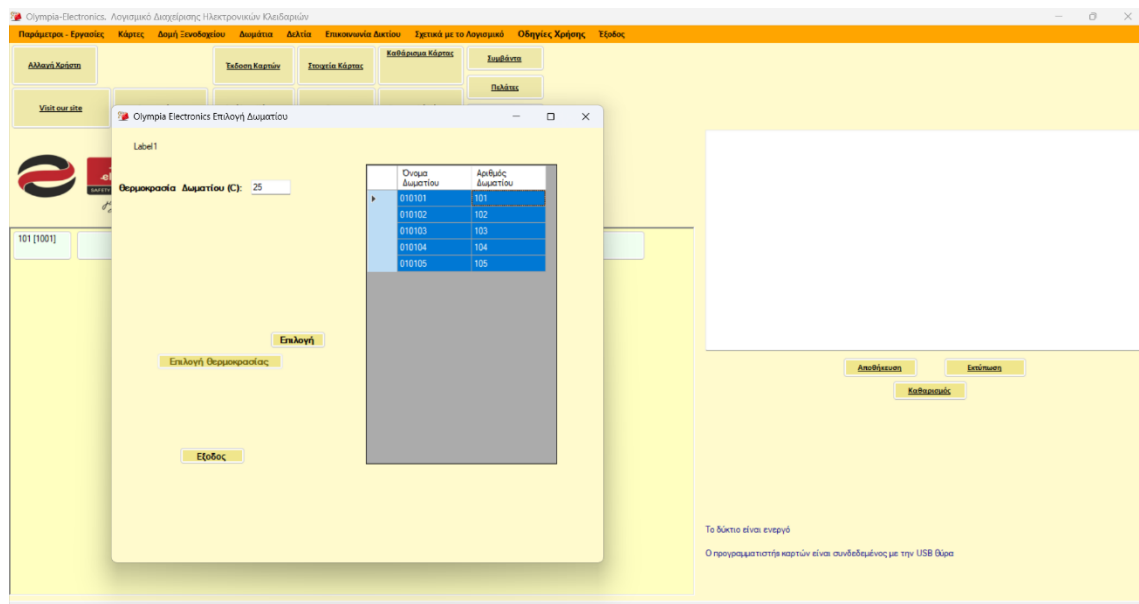 Olympia-Electronics. Λογισμικό Διαχείρισης Ηλεκτρονικών Κλειδαριών
Παράμετροι - Εργασίες Κάρτες Δομή Ξενοδοχείου Δωμάτια Δελτία Επικοινωνία Δικτίου Σχετικά με το Λογισμικό Οδηγίες Χρήσης Έξοδος
Αλλαγή Χρήστη Έκδοση Καρτών Στοιχεία Κάρτας Καθάρισμα Κάρτας Συμβάντα
Πελάτες
Visit our site
Olympia Electronics Επιλογή Δωματίου
Label1
Θερμοκρασία Δωματίου (C): 25
Όνομα Δωματίου Αριθμός Δωματίου
010101 101
010102 102
010103 103
010104 104
010105 105
101 [1001]
Επιλογή
Επιλογή Θερμοκρασίας
Εξοδος
Αποθήκευση Εκτύπωση
Καθαρισμός
Το δύκτιο είναι ενεργό
Ο προγραμματιστής καρτών είναι συνδεδεμένος με την USB θύρα